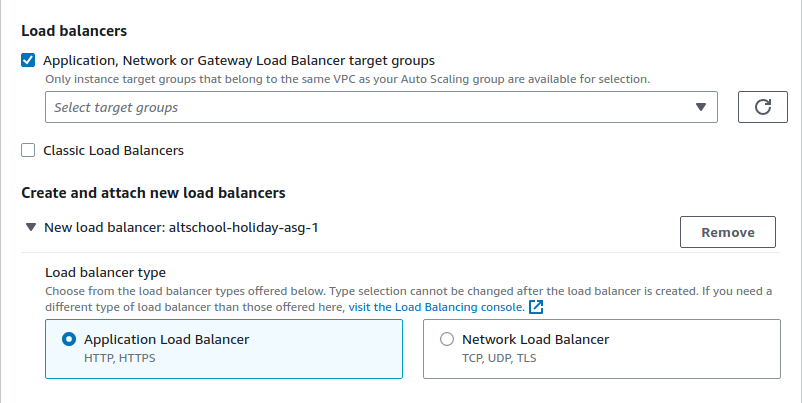 Load balancers
Application, Network or Gateway Load Balancer target groups
Only instance target groups that belong to the same VPC as your Auto Scaling group are available for selection.
Select target groups
Classic Load Balancers
Create and attach new load balancers
New load balancer: altschool-holiday-asg-1
Remove
Load balancer type
Choose from the load balancer types offered below. Type selection cannot be changed after the load balancer is created. If you need a
different type of load balancer than those offered here, visit the Load Balancing console.
Application Load Balancer
HTTP, HTTPS
Network Load Balancer
TCP, UDP, TLS